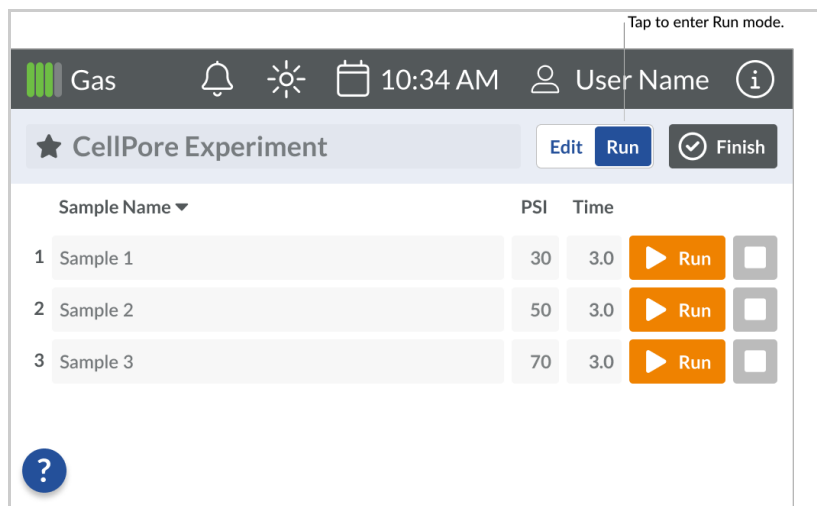 Tap to enter Run mode.
Gas 10:34 AM User Name i
CellPore Experiment Edit Run Finish
Sample Name PSI Time
1 Sample 1 30 3.0 Run
2 Sample 2 50 3.0 Run
3 Sample 3 70 3.0 Run
?